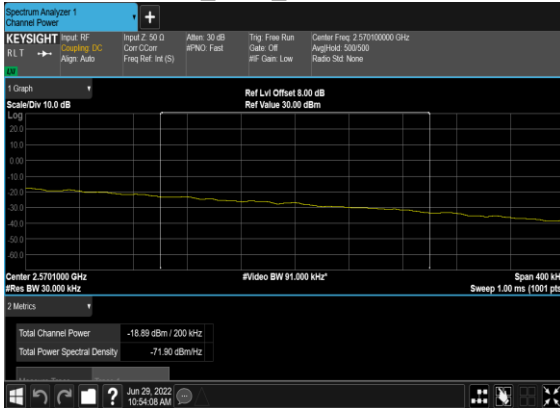 Spectrum Analyzer 1
Channel Power
+
KEYSIGHT
RLT
Input: RF
Coupling: DC
Align: Auto
Input Z: 50 Ω
Corr CCorr
Freq Ref: Int (S)
Atten: 30 dB
#PNO: Fast
Trig: Free Run
Gate: Off
#IF Gain: Low
Center Freq: 2.570100000 GHz
Avg|Hold: 500/500
Radio Std: None
1 Graph
Scale/Div 10.0 dB
Ref Lvl Offset 8.00 dB
Ref Value 30.00 dBm
Log
20.0
10.0
0.00
-10.0
-20.0
-30.0
-40.0
-50.0
-60.0
Center 2.5701000 GHz
#Video BW 91.000 kHz*
Span 400 kH
#Res BW 30.000 kHz
Sweep 1.00 ms (1001 pts
2 Metrics
Total Channel Power -18.89 dBm / 200 kHz
Total Power Spectral Density -71.90 dBm/Hz
?
Jun 29, 2022
10:54:08 AM